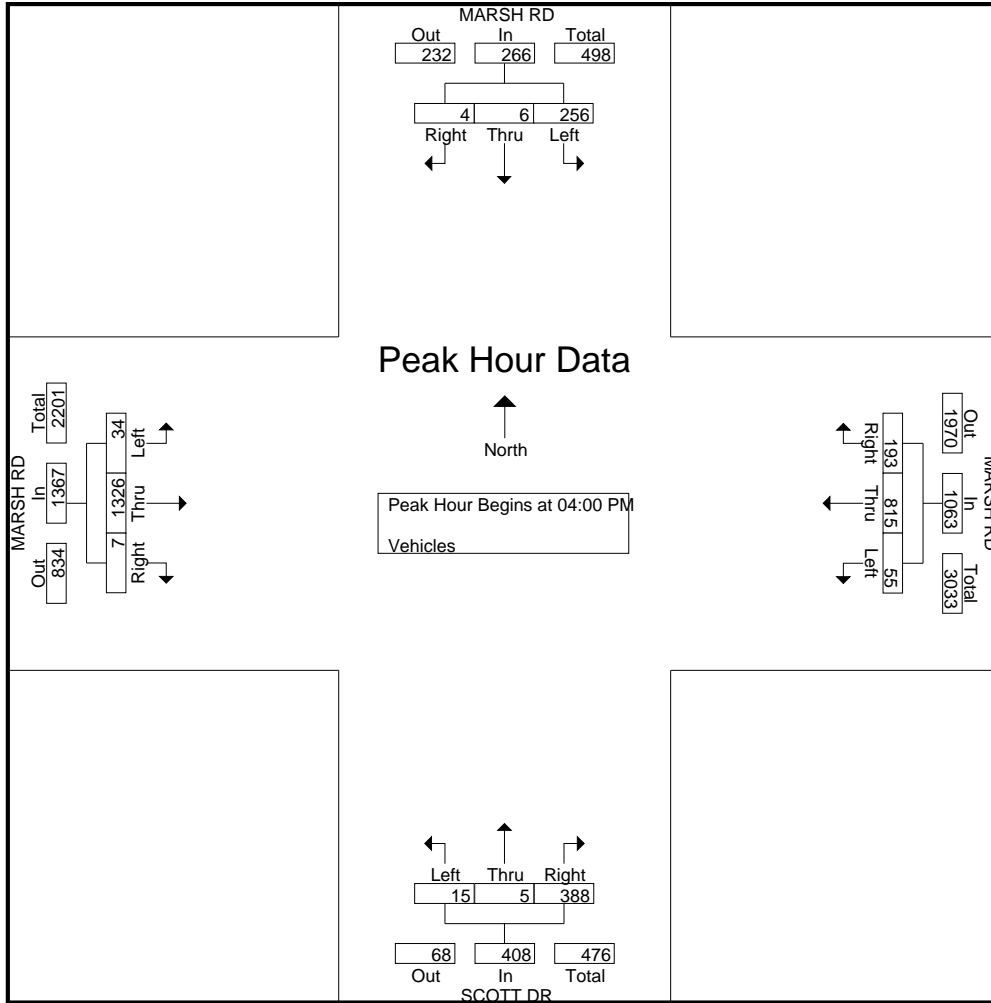 MARSH RD
Out In Total
232 266 498
4 6 256
Right Thru Left
Peak Hour Data
North
Peak Hour Begins at 04:00 PM
Vehicles
MARSH RD
Total In Out
2201 1367 834
34 1326 7
Left Thru Right
MARSH RD
Out In Total
1970 1063 3033
193 815 55
Right Thru Left
Left Thru Right
15 5 388
68 408 476
Out In Total
SCOTT DR